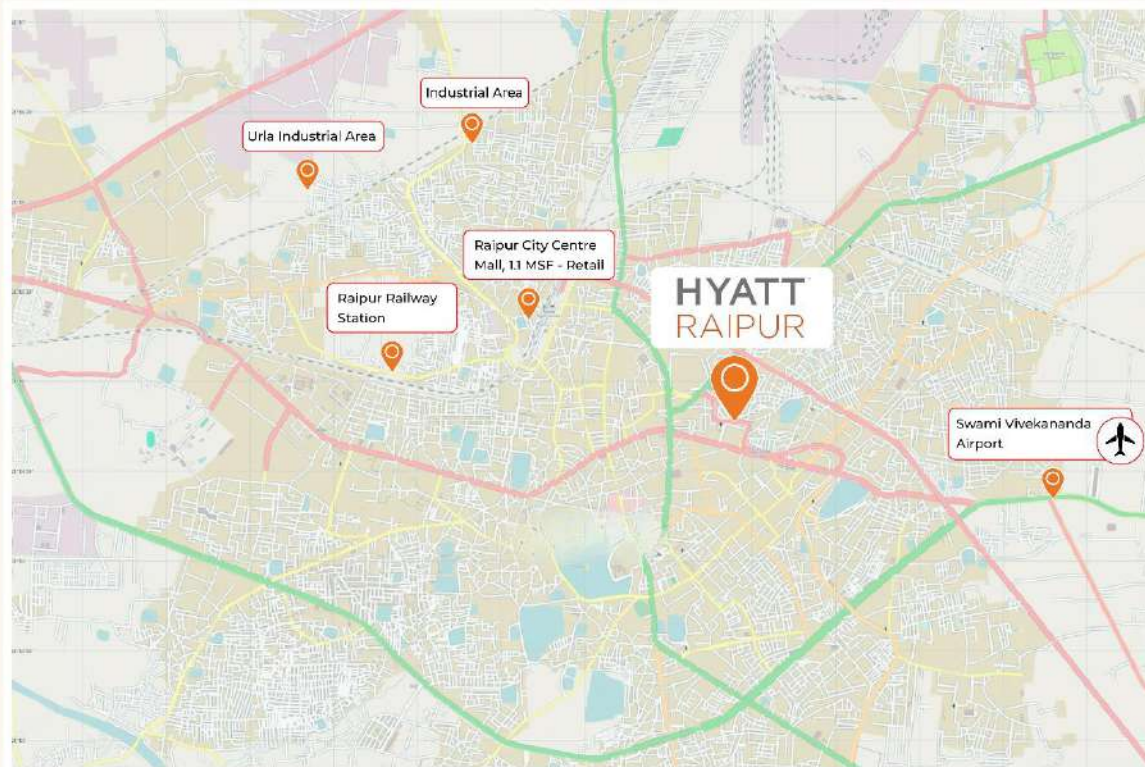 Industrial Area
Urla Industrial Area
Raipur City Centre
Mall, 1.1 MSF - Retail
HYATT
RAIPUR
Raipur Railway
Station
Swami Vivekananda
Airport